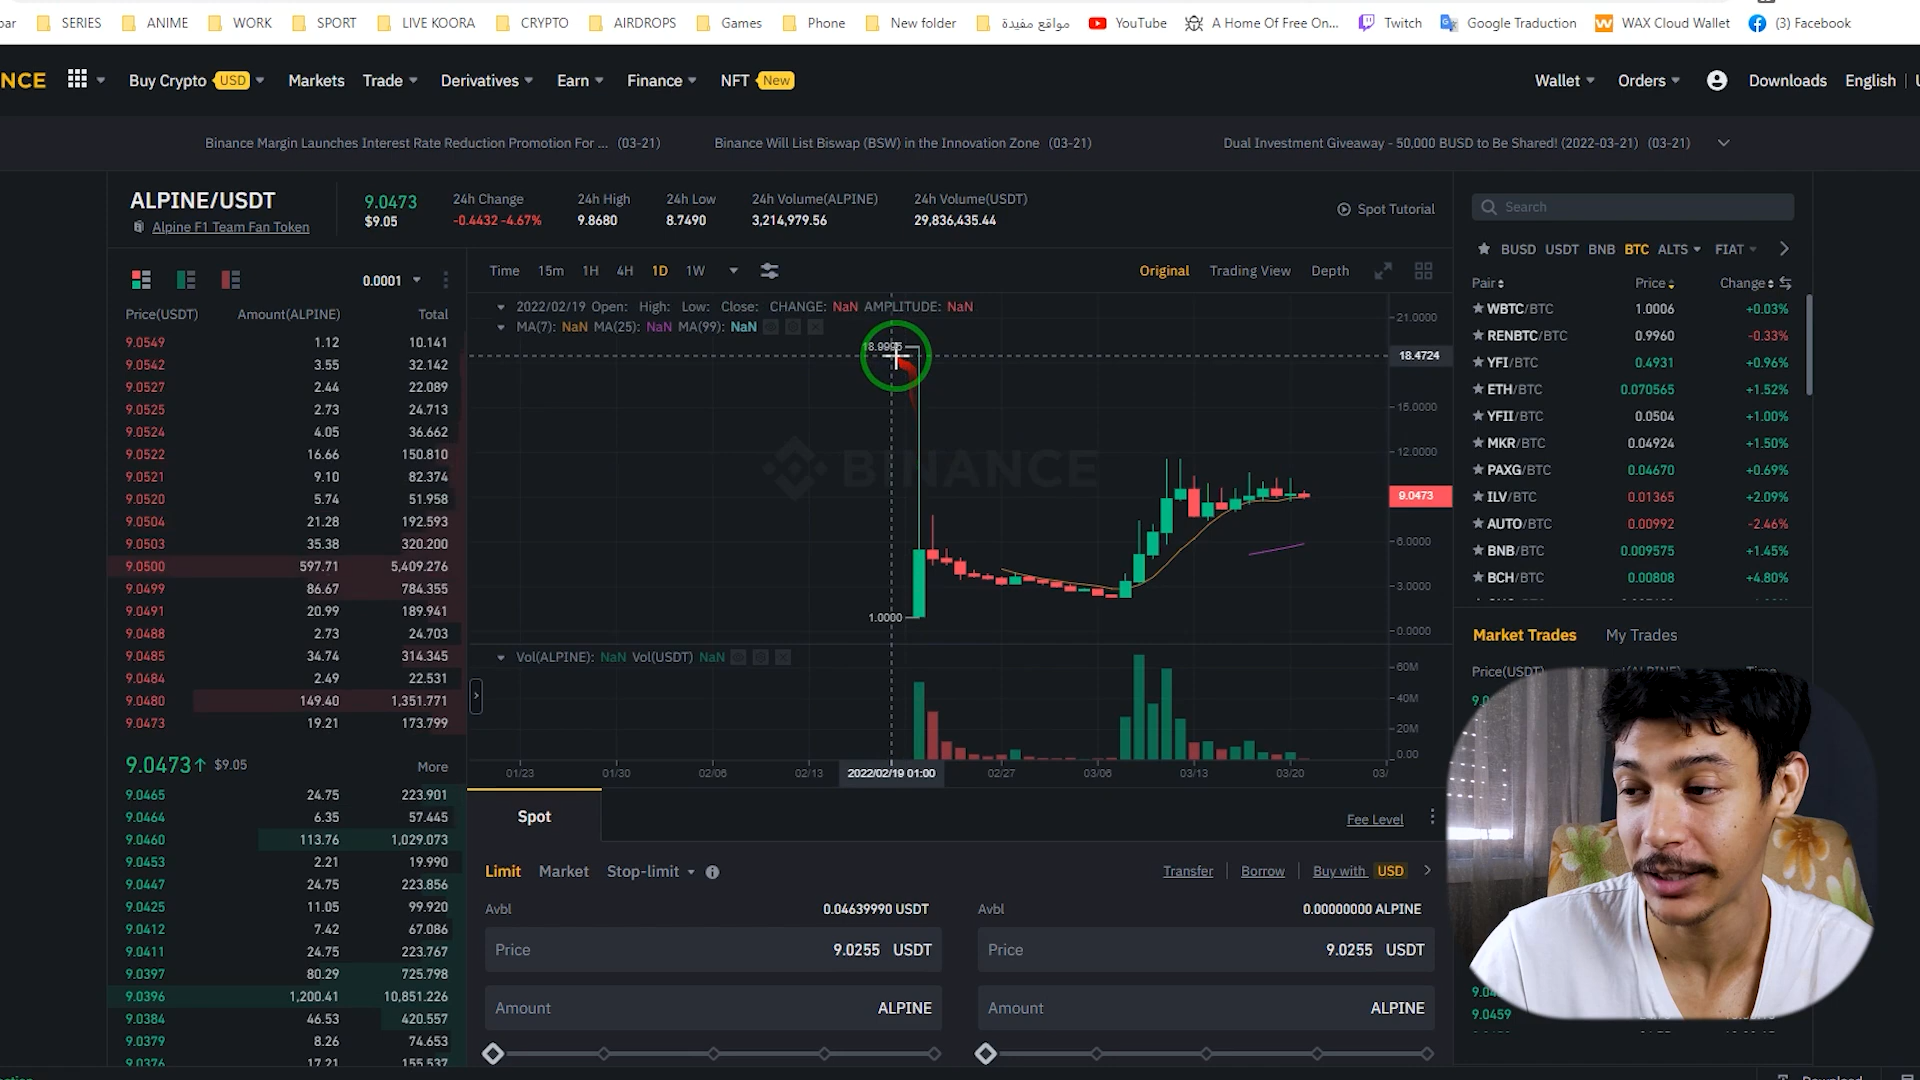 ar SERIES ANIME WORK SPORT LIVE KOORA CRYPTO AIRDROPS Games Phone New folder مواقع مفيدة YouTube A Home Of Free On... Twitch Google Traduction WAX Cloud Wallet (3) Facebook
NCE Buy Crypto USD Markets Trade Derivatives Earn Finance NFT New Wallet Orders Downloads English
Binance Margin Launches Interest Rate Reduction Promotion For ... (03-21) Binance Will List Biswap (BSW) in the Innovation Zone (03-21) Dual Investment Giveaway - 50,000 BUSD to Be Shared! (2022-03-21) (03-21)
ALPINE/USDT
Alpine F1 Team Fan Token
9.0473
$9.05
24h Change
-0.4432 -4.67%
24h High
9.8680
24h Low
8.7490
24h Volume(ALPINE)
3,214,979.56
24h Volume(USDT)
29,836,435.44
Spot Tutorial
0.0001
Price(USDT) Amount(ALPINE) Total
9.0549 1.12 10.141
9.0542 3.55 32.142
9.0527 2.44 22.089
9.0525 2.73 24.713
9.0524 4.05 36.662
9.0522 16.66 150.810
9.0521 9.10 82.374
9.0520 5.74 51.958
9.0504 21.28 192.593
9.0503 35.38 320.200
9.0500 597.71 5,409.276
9.0499 86.67 784.355
9.0491 20.99 189.941
9.0488 2.73 24.703
9.0485 34.74 314.345
9.0484 2.49 22.531
9.0480 149.40 1,351.771
9.0473 19.21 173.799
9.0473↑ $9.05 More
9.0465 24.75 223.901
9.0464 6.35 57.445
9.0460 113.76 1,029.073
9.0453 2.21 19.990
9.0447 24.75 223.856
9.0425 11.05 99.920
9.0412 7.42 67.086
9.0411 24.75 223.767
9.0397 80.29 725.798
9.0396 1,200.41 10,851.226
9.0384 46.53 420.557
9.0379 8.26 74.653
9.0376 17.21 155.537
Time 15m 1H 4H 1D 1W Original Trading View Depth
2022/02/19 Open: High: Low: Close: CHANGE: NaN AMPLITUDE: NaN
MA(7): NaN MA(25): NaN MA(99): NaN
21.0000
18.9995
18.4724
15.0000
12.0000
BINANCE
9.0473
6.0000
3.0000
1.0000
0.0000
Vol(ALPINE): NaN Vol(USDT) NaN
60M
40M
20M
0.00
01/23 01/30 02/06 02/13 2022/02/19 01:00 02/27 03/06 03/13 03/20 03/
Spot Fee Level
Limit Market Stop-limit Transfer Borrow Buy with USD
Avbl 0.04639990 USDT Avbl 0.00000000 ALPINE
Price 9.0255 USDT Price 9.0255 USDT
Amount ALPINE Amount ALPINE
Search
BUSD USDT BNB BTC ALTS FIAT
Pair Price Change
WBTC/BTC 1.0006 +0.03%
RENBTC/BTC 0.9960 -0.33%
YFI/BTC 0.4931 +0.96%
ETH/BTC 0.070565 +1.52%
YFII/BTC 0.0504 +1.00%
MKR/BTC 0.04924 +1.50%
PAXG/BTC 0.04670 +0.69%
ILV/BTC 0.01365 +2.09%
AUTO/BTC 0.00992 -2.46%
BNB/BTC 0.009575 +1.45%
BCH/BTC 0.00808 +4.80%
Market Trades My Trades
Price(USDT)
9.0459